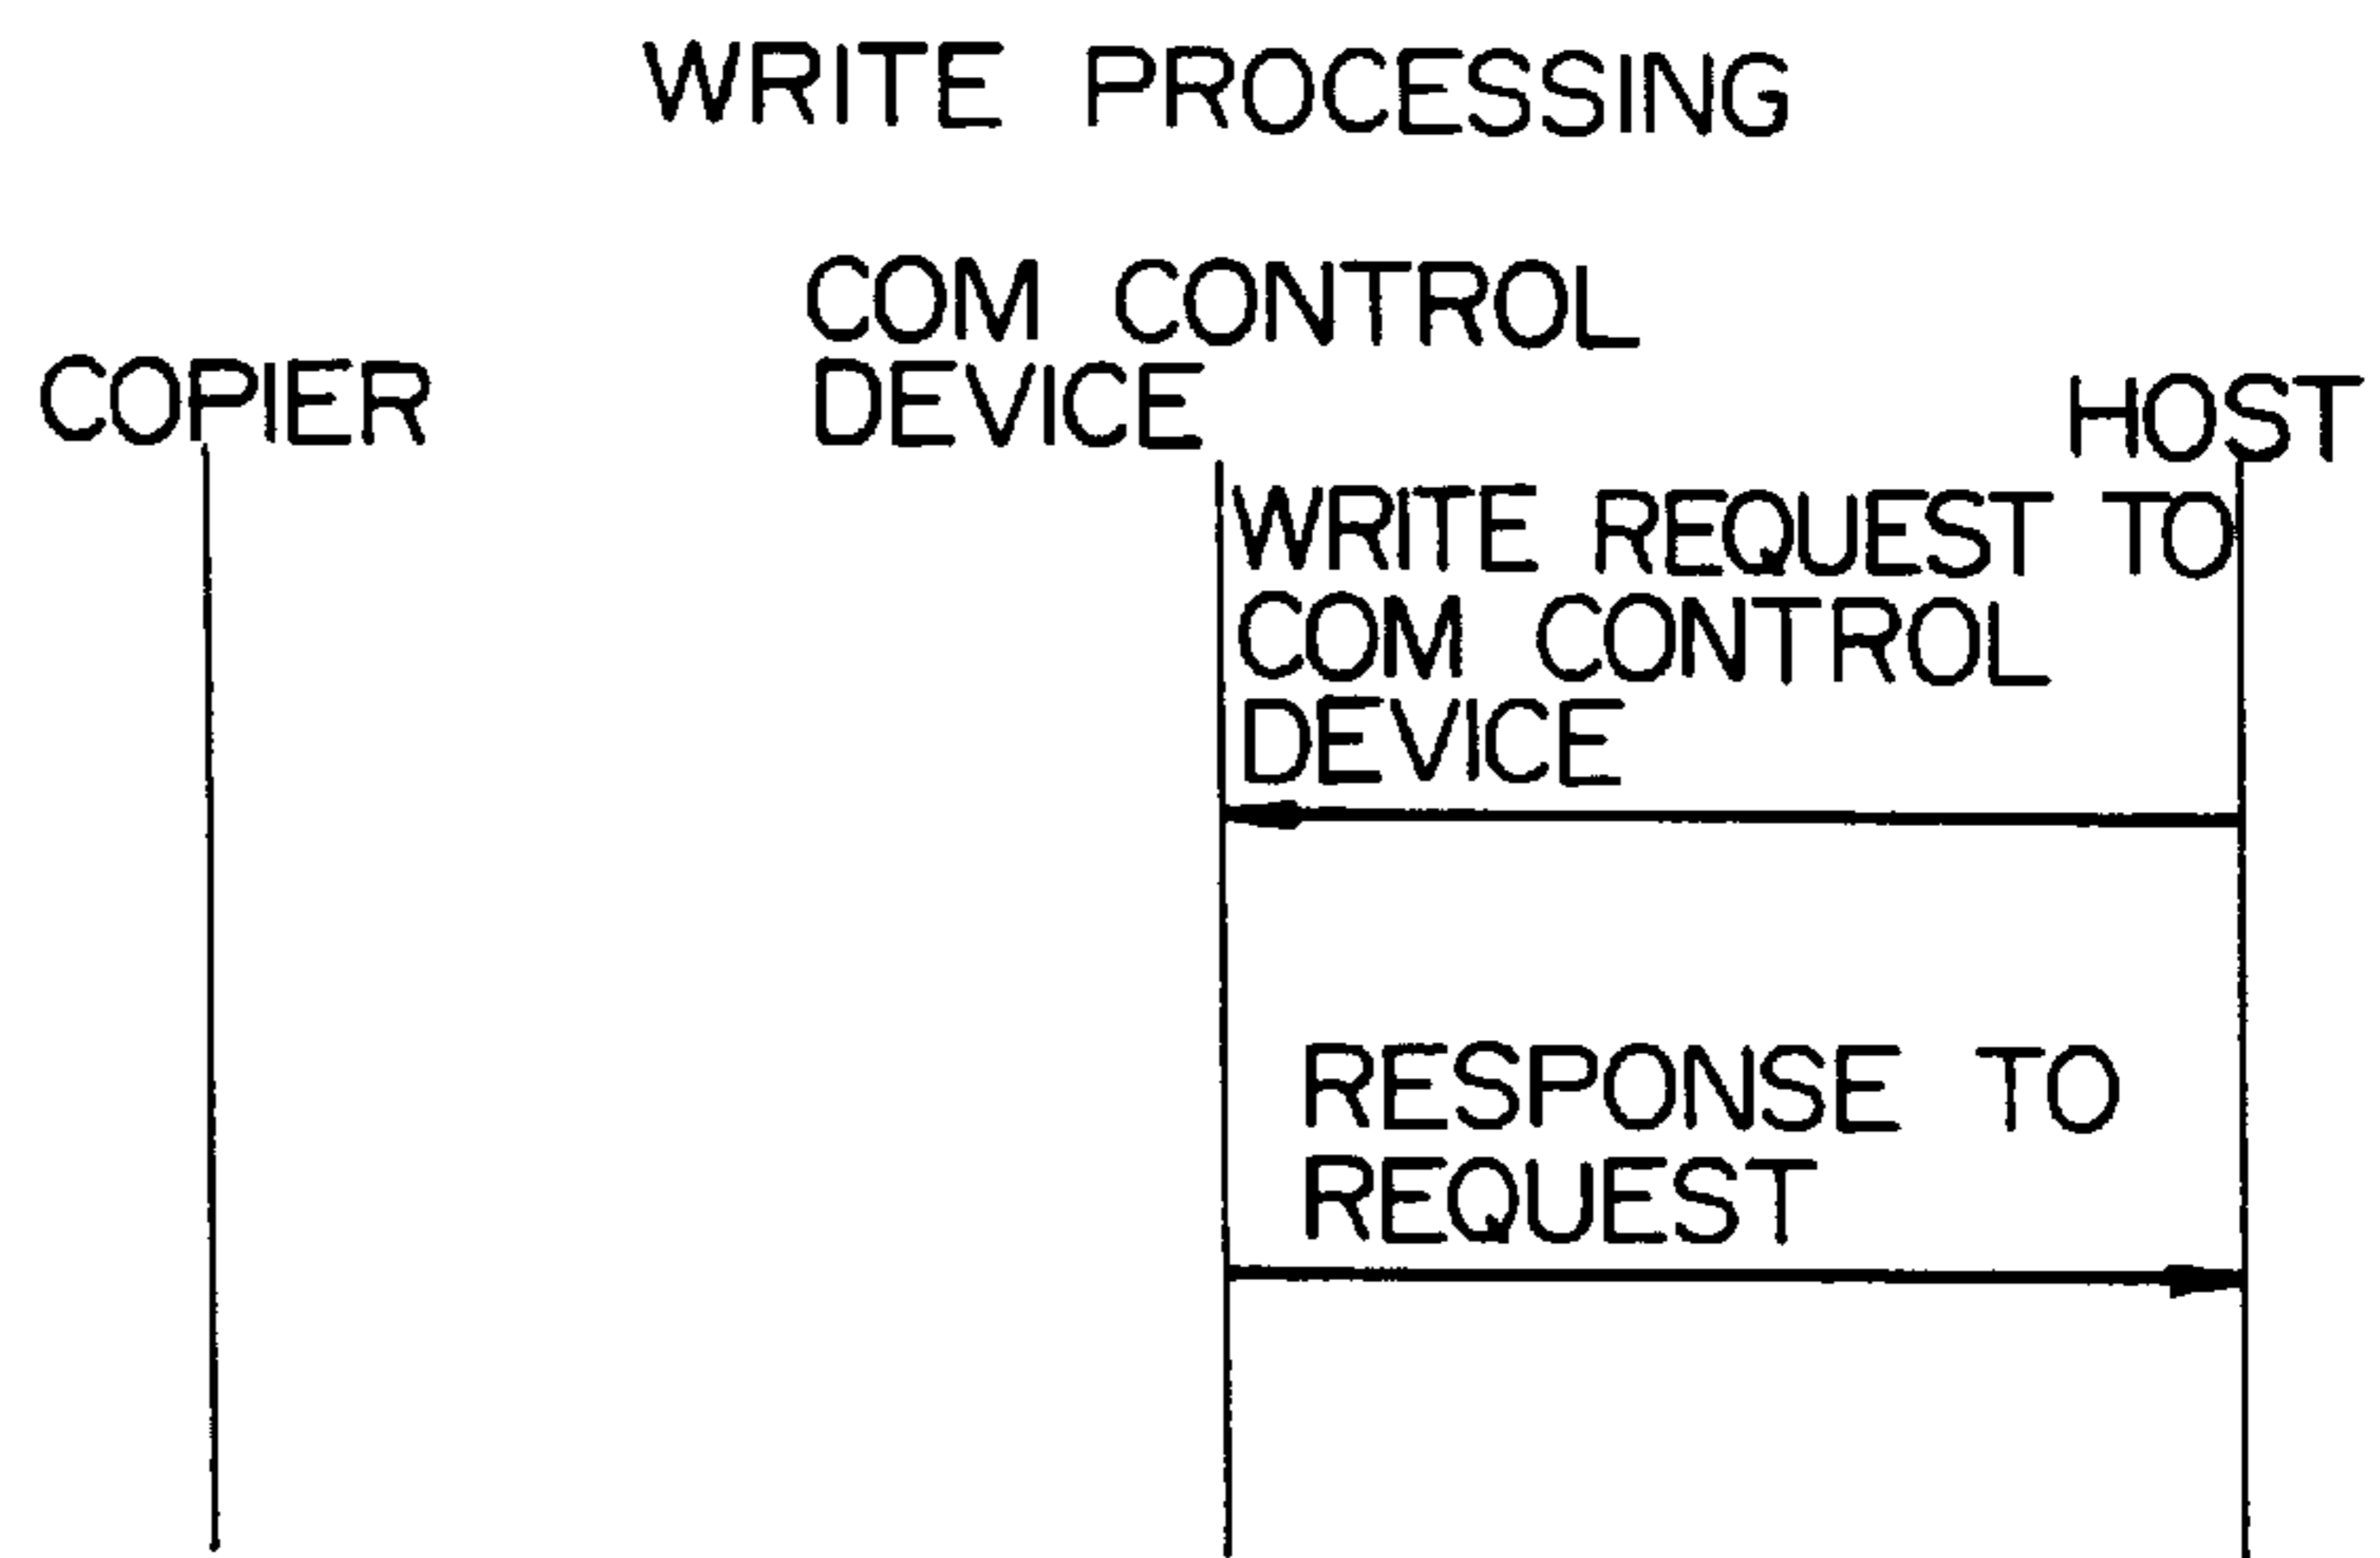 WRITE PROCESSING
COM CONTROL
DEVICE
COPIER
HOST
WRITE REQUEST TO
COM CONTROL
DEVICE
RESPONSE TO
REQUEST